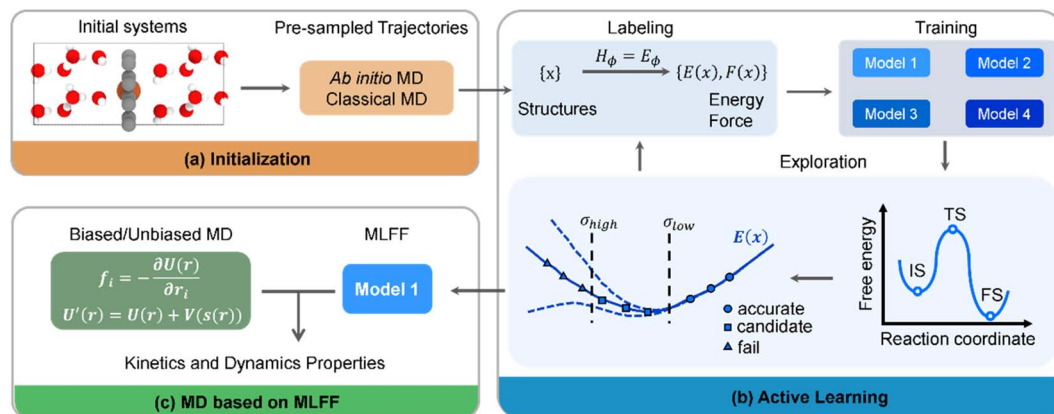 Initial systems
Pre-sampled Trajectories
Ab initio MD
Classical MD
(a) Initialization
Labeling
{x}
H_ϕ = E_ϕ
{E(x), F(x)}
Structures
Energy
Force
Training
Model 1
Model 2
Model 3
Model 4
Exploration
σ_high
σ_low
E(x)
accurate
candidate
fail
Free energy
IS
TS
FS
Reaction coordinate
(b) Active Learning
Biased/Unbiased MD
f_i = -∂U(r)/∂r_i
U'(r) = U(r) + V(s(r))
MLFF
Model 1
Kinetics and Dynamics Properties
(c) MD based on MLFF